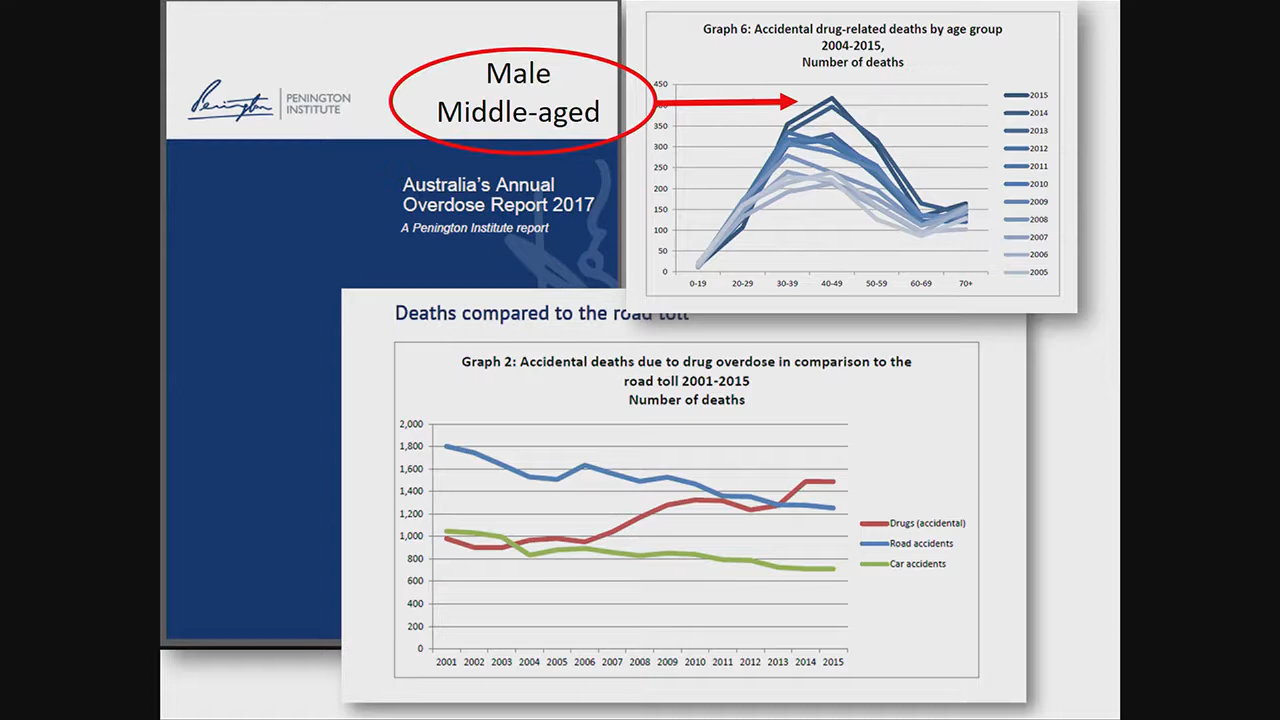 Penington
PENINGTON
INSTITUTE
Male
Middle-aged
Australia's Annual
Overdose Report 2017
A Penington Institute report
Graph 6: Accidental drug-related deaths by age group
2004-2015,
Number of deaths
450
350
300
250
200
150
100
50
0
0-19
20-29
30-39
40-49
50-59
60-69
70+
2015
2014
2013
2012
2011
2010
2009
2008
2007
2006
2005
Deaths compared to the road toll
Graph 2: Accidental deaths due to drug overdose in comparison to the
road toll 2001-2015
Number of deaths
2,000
1,800
1,600
1,400
1,200
1,000
800
600
400
200
0
2001 2002 2003 2004 2005 2006 2007 2008 2009 2010 2011 2012 2013 2014 2015
Drugs (accidental)
Road accidents
Car accidents